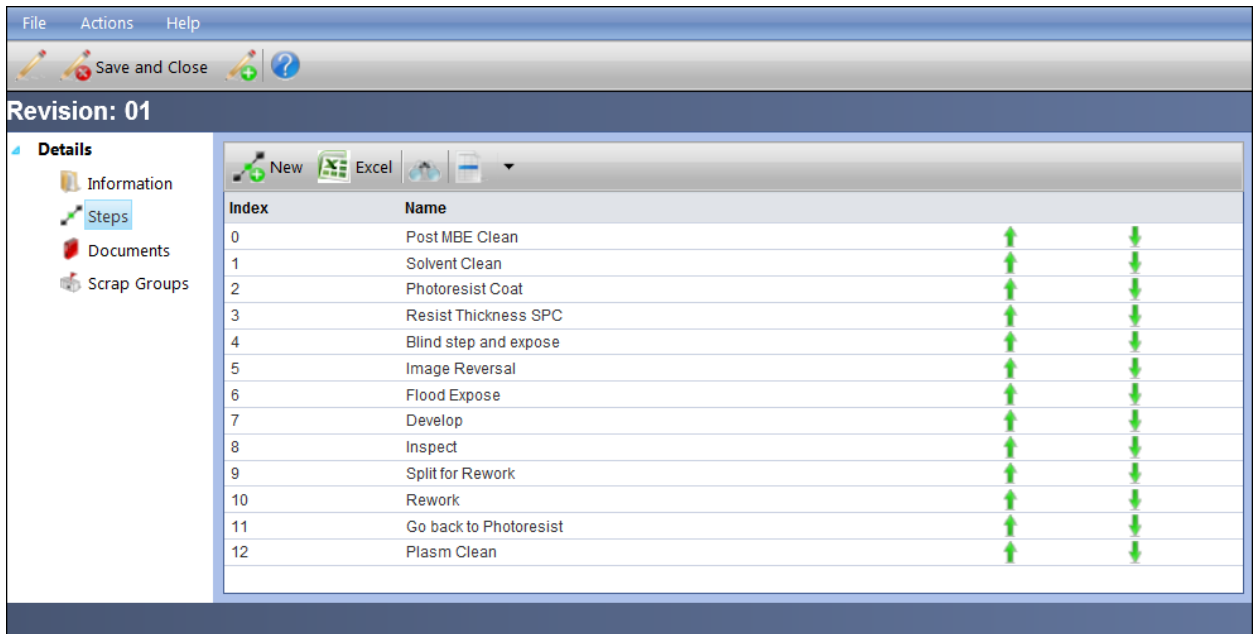 File Actions Help
Save and Close ?
Revision: 01
Details
Information
Steps
Documents
Scrap Groups
New Excel
Index Name
0 Post MBE Clean
1 Solvent Clean
2 Photoresist Coat
3 Resist Thickness SPC
4 Blind step and expose
5 Image Reversal
6 Flood Expose
7 Develop
8 Inspect
9 Split for Rework
10 Rework
11 Go back to Photoresist
12 Plasm Clean